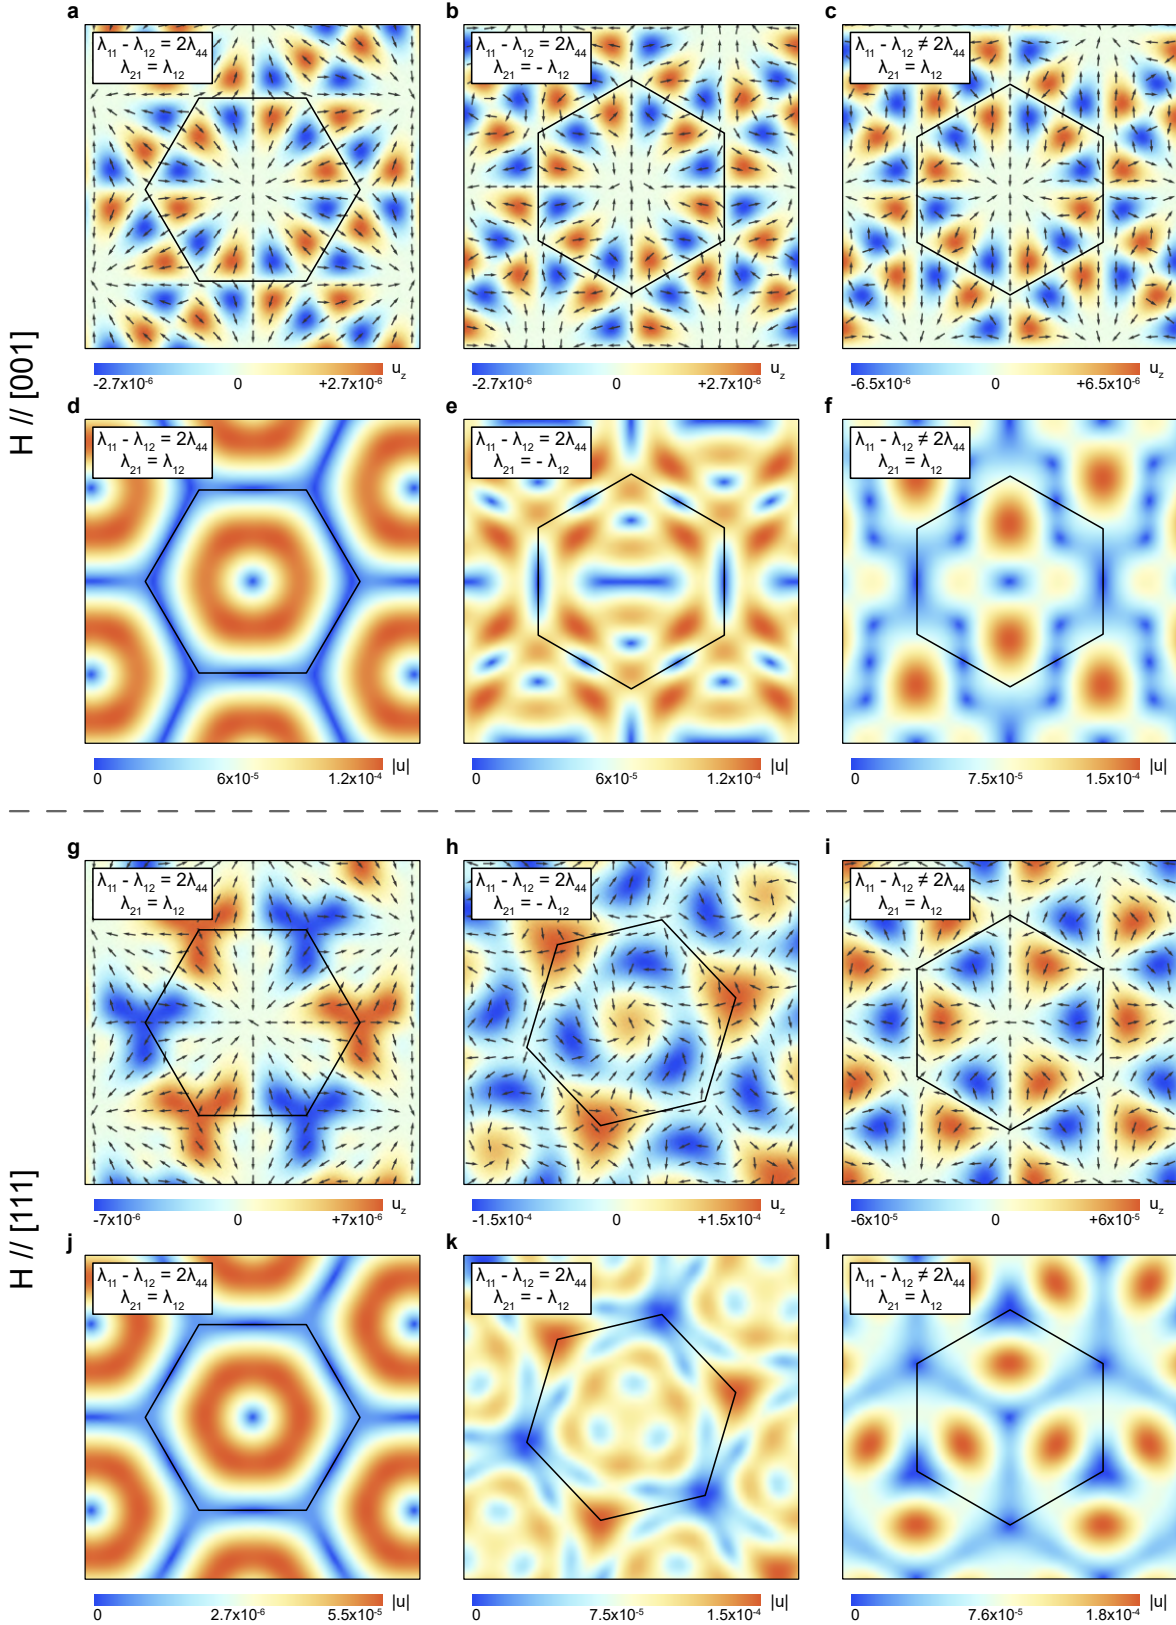 a
b
c
λ11 - λ12 = 2λ44
λ21 = λ12
λ11 - λ12 = 2λ44
λ21 = - λ12
λ11 - λ12 ≠ 2λ44
λ21 = λ12
H // [001]
-2.7x10-6 0 +2.7x10-6 uz
-2.7x10-6 0 +2.7x10-6 uz
-6.5x10-6 0 +6.5x10-6 uz
d
e
f
λ11 - λ12 = 2λ44
λ21 = λ12
λ11 - λ12 = 2λ44
λ21 = - λ12
λ11 - λ12 ≠ 2λ44
λ21 = λ12
0 6x10-5 1.2x10-4 |u|
0 6x10-5 1.2x10-4 |u|
0 7.5x10-5 1.5x10-4 |u|
g
h
i
λ11 - λ12 = 2λ44
λ21 = λ12
λ11 - λ12 = 2λ44
λ21 = - λ12
λ11 - λ12 ≠ 2λ44
λ21 = λ12
H // [111]
-7x10-6 0 +7x10-6 uz
-1.5x10-4 0 +1.5x10-4 uz
-6x10-5 0 +6x10-5 uz
j
k
l
λ11 - λ12 = 2λ44
λ21 = λ12
λ11 - λ12 = 2λ44
λ21 = - λ12
λ11 - λ12 ≠ 2λ44
λ21 = λ12
0 2.7x10-6 5.5x10-5 |u|
0 7.5x10-5 1.5x10-4 |u|
0 7.6x10-5 1.8x10-4 |u|